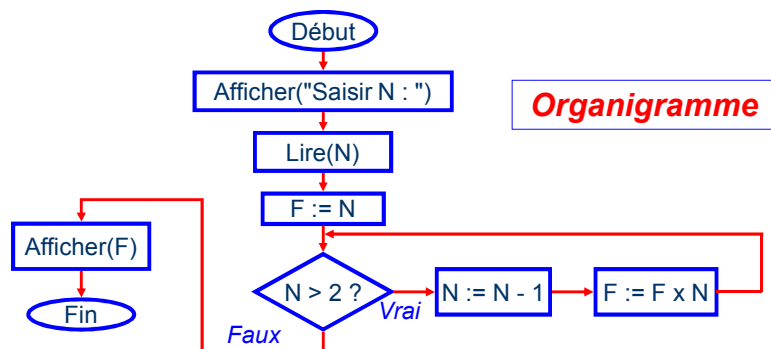 Début
Afficher("Saisir N : ")
Organigramme
Lire(N)
F := N
Afficher(F)
N > 2 ?
Vrai
N := N - 1
F := F x N
Fin
Faux